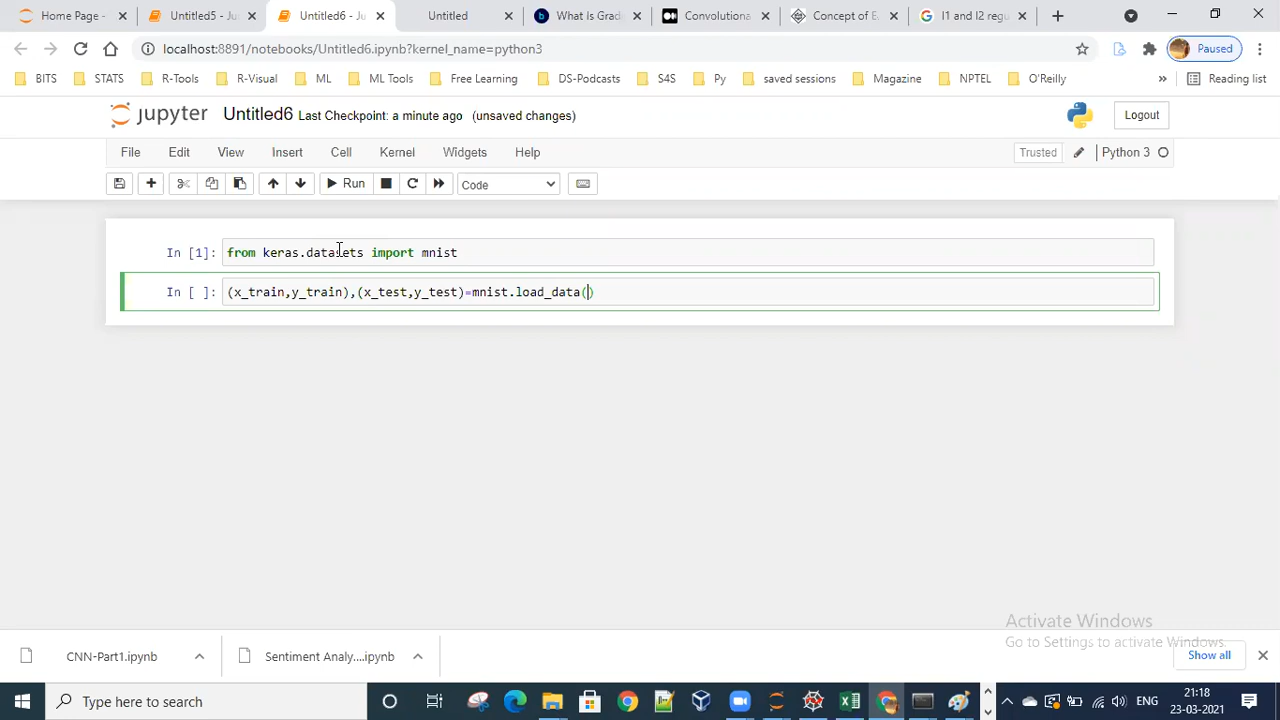 Home Page -
Untitled5 - Ju
Untitled6 - Ju
Untitled
What is Grad
Convolutiona
Concept of E
l1 and l2 regu
localhost:8891/notebooks/Untitled6.ipynb?kernel_name=python3
Paused
BITS
STATS
R-Tools
R-Visual
ML
ML Tools
Free Learning
DS-Podcasts
S4S
Py
saved sessions
Magazine
NPTEL
O'Reilly
»
Reading list
jupyter Untitled6 Last Checkpoint: a minute ago (unsaved changes)
Logout
File Edit View Insert Cell Kernel Widgets Help
Trusted
Python 3
Run
Code
In [1]: from keras.datasets import mnist
In [ ]: (x_train,y_train),(x_test,y_test)=mnist.load_data()
Activate Windows
Go to Settings to activate Windows.
CNN-Part1.ipynb
Sentiment Analy....ipynb
Show all
Type here to search
ENG
21:18
23-03-2021